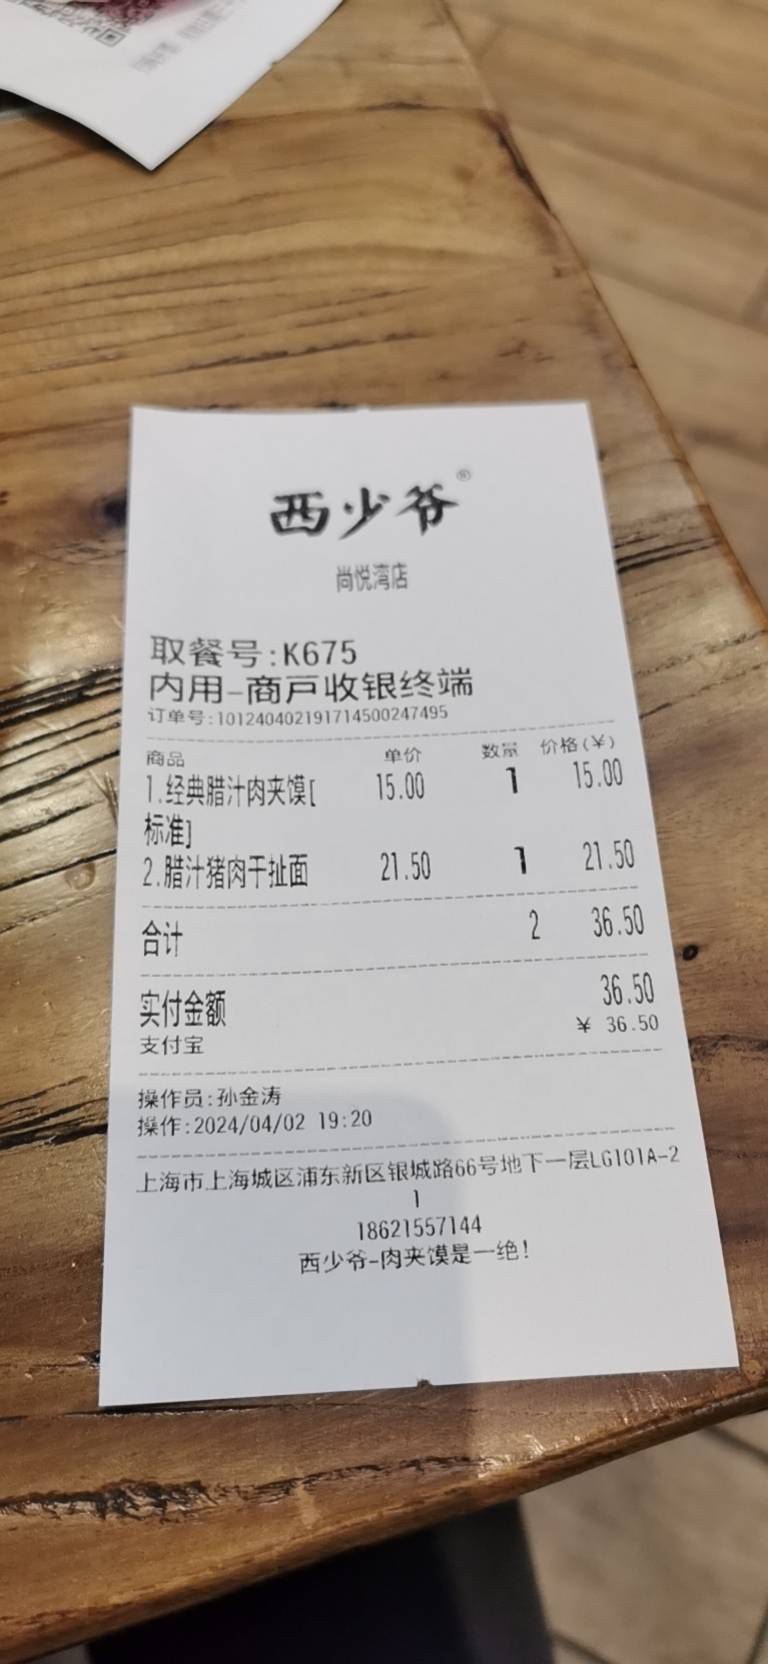 西少爷®
尚悦湾店
取餐号:K675
内用-商戸收银终端
订单号:101240402191714500247495
商品 单价 数量 价格(¥)
1.经典腊汁肉夹馍[ 15.00 1 15.00
标准]
2.腊汁猪肉干扯面 21.50 1 21.50
合计 2 36.50
实付金额 36.50
支付宝 ¥ 36.50
操作员:孙金涛
操作:2024/04/02 19:20
上海市上海城区浦东新区银城路66号地下一层LG101A-2
1
18621557144
西少爷-肉夹馍是一绝!